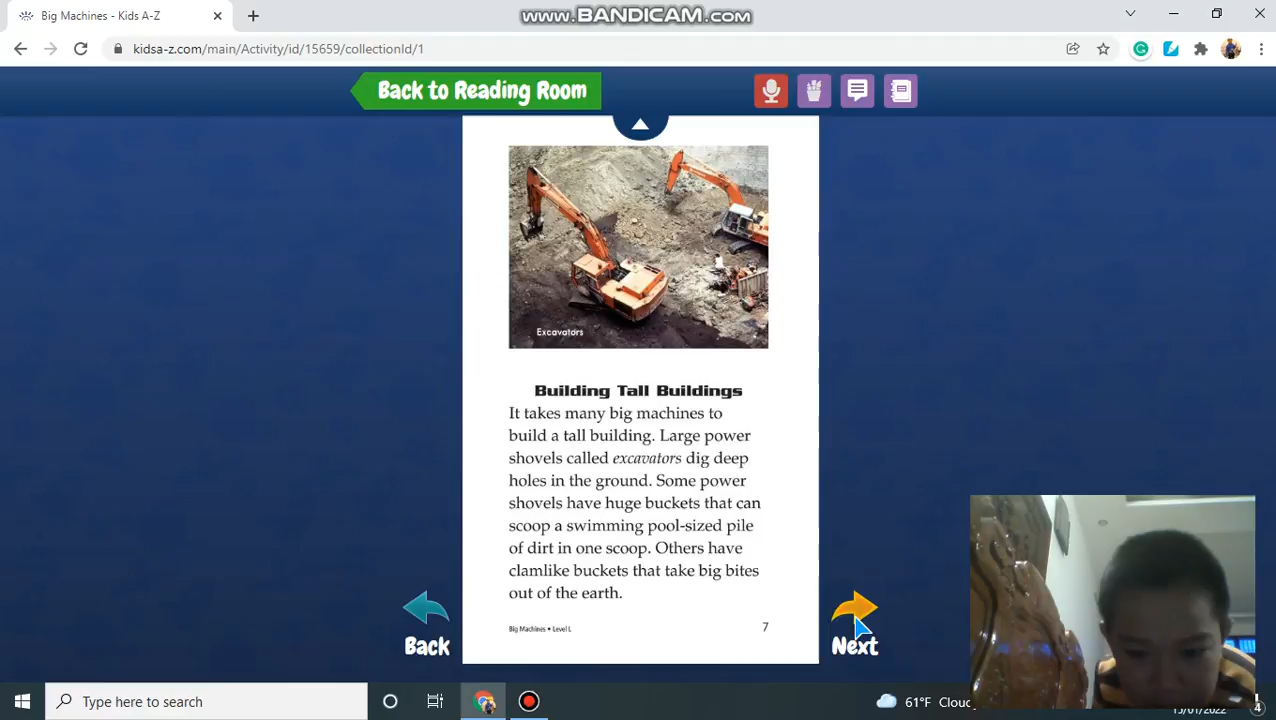 Big Machines - Kids A-Z
www.BANDICAM.com
kidsa-z.com/main/Activity/id/15659/collectionId/1
Back to Reading Room
Excavators
Building Tall Buildings
It takes many big machines to
build a tall building. Large power
shovels called excavators dig deep
holes in the ground. Some power
shovels have huge buckets that can
scoop a swimming pool-sized pile
of dirt in one scoop. Others have
clamlike buckets that take big bites
out of the earth.
Big Machines • Level L
7
Back
Next
Type here to search
61°F
15/01/2022
4